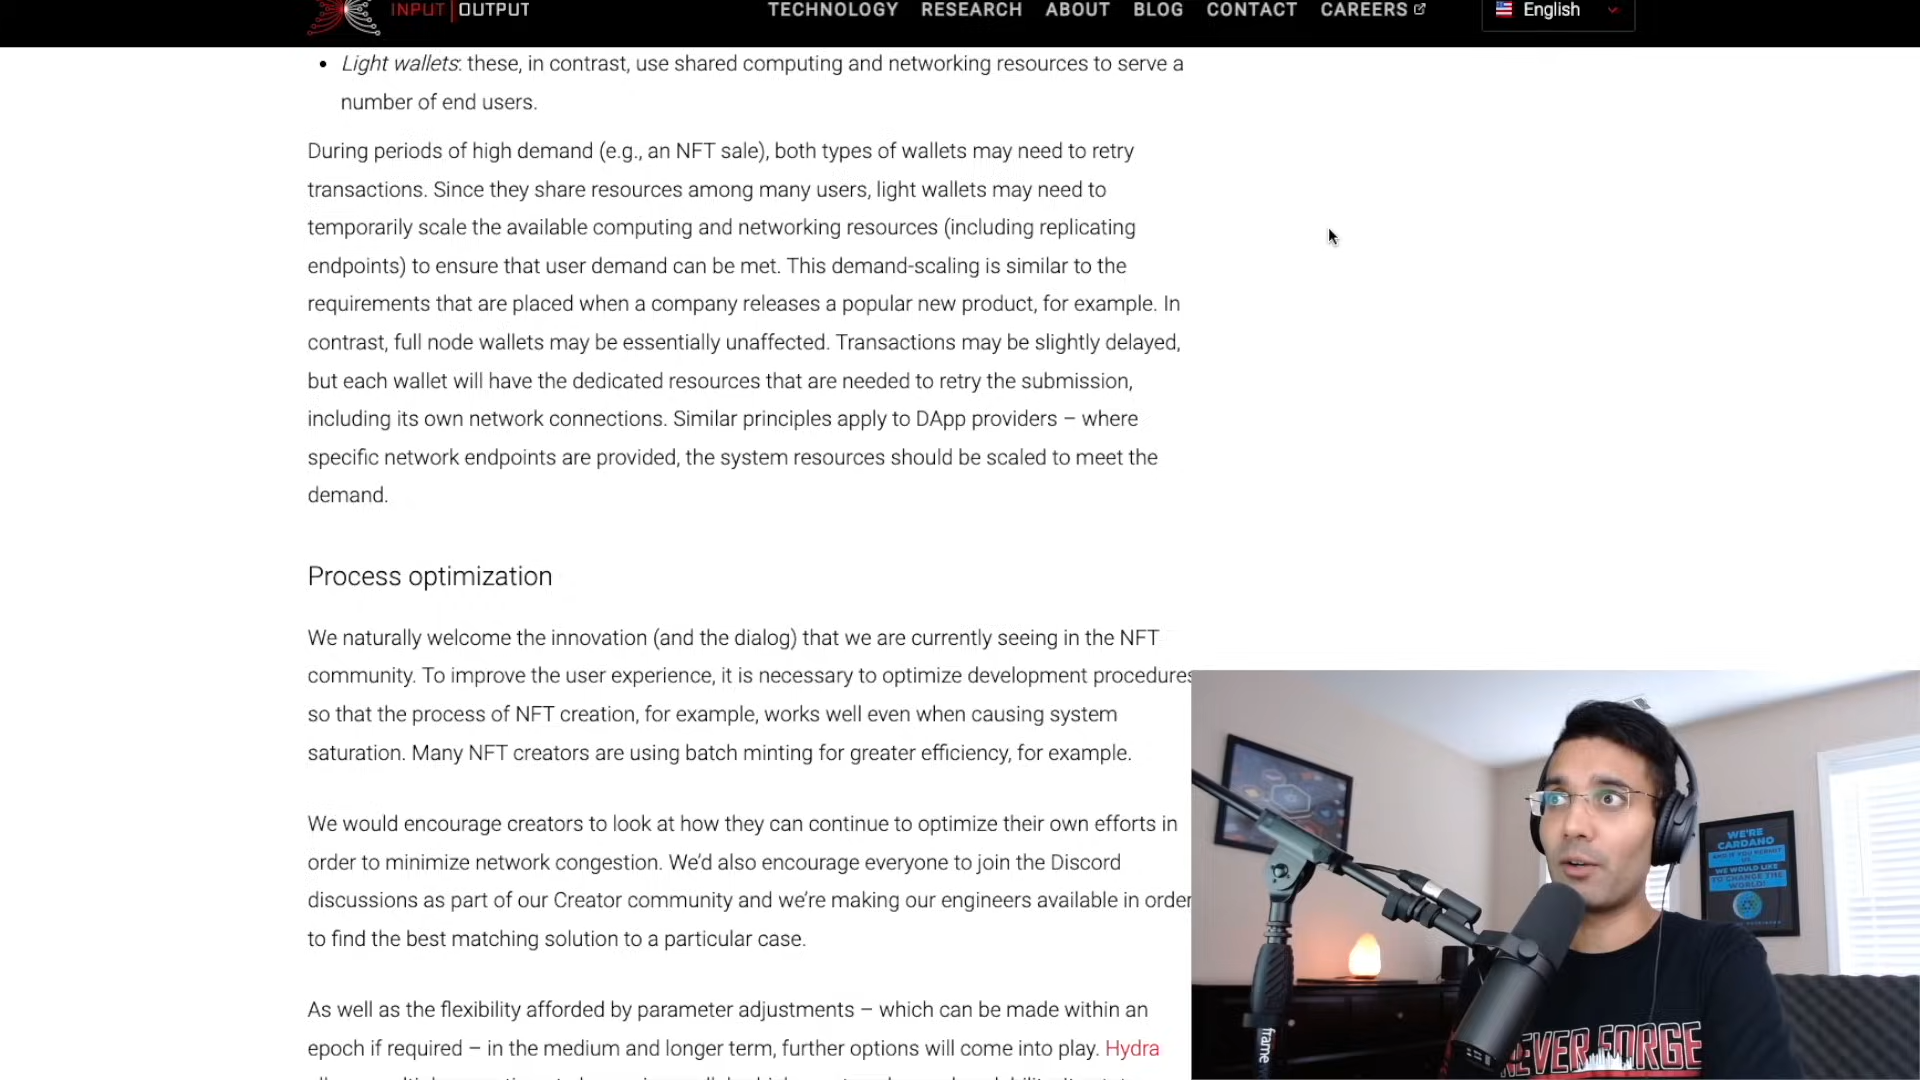 INPUT | OUTPUT
TECHNOLOGY RESEARCH ABOUT BLOG CONTACT CAREERS
English
• Light wallets: these, in contrast, use shared computing and networking resources to serve a
number of end users.
During periods of high demand (e.g., an NFT sale), both types of wallets may need to retry
transactions. Since they share resources among many users, light wallets may need to
temporarily scale the available computing and networking resources (including replicating
endpoints) to ensure that user demand can be met. This demand-scaling is similar to the
requirements that are placed when a company releases a popular new product, for example. In
contrast, full node wallets may be essentially unaffected. Transactions may be slightly delayed,
but each wallet will have the dedicated resources that are needed to retry the submission,
including its own network connections. Similar principles apply to DApp providers – where
specific network endpoints are provided, the system resources should be scaled to meet the
demand.
Process optimization
We naturally welcome the innovation (and the dialog) that we are currently seeing in the NFT
community. To improve the user experience, it is necessary to optimize development procedures
so that the process of NFT creation, for example, works well even when causing system
saturation. Many NFT creators are using batch minting for greater efficiency, for example.
We would encourage creators to look at how they can continue to optimize their own efforts in
order to minimize network congestion. We'd also encourage everyone to join the Discord
discussions as part of our Creator community and we're making our engineers available in order
to find the best matching solution to a particular case.
As well as the flexibility afforded by parameter adjustments – which can be made within an
epoch if required – in the medium and longer term, further options will come into play. Hydra
WE'RE
CARDANO
AND IF YOU PERMIT
US,
WE WOULD LIKE
TO CHANGE THE
WORLD!
frame
EVER FORGE